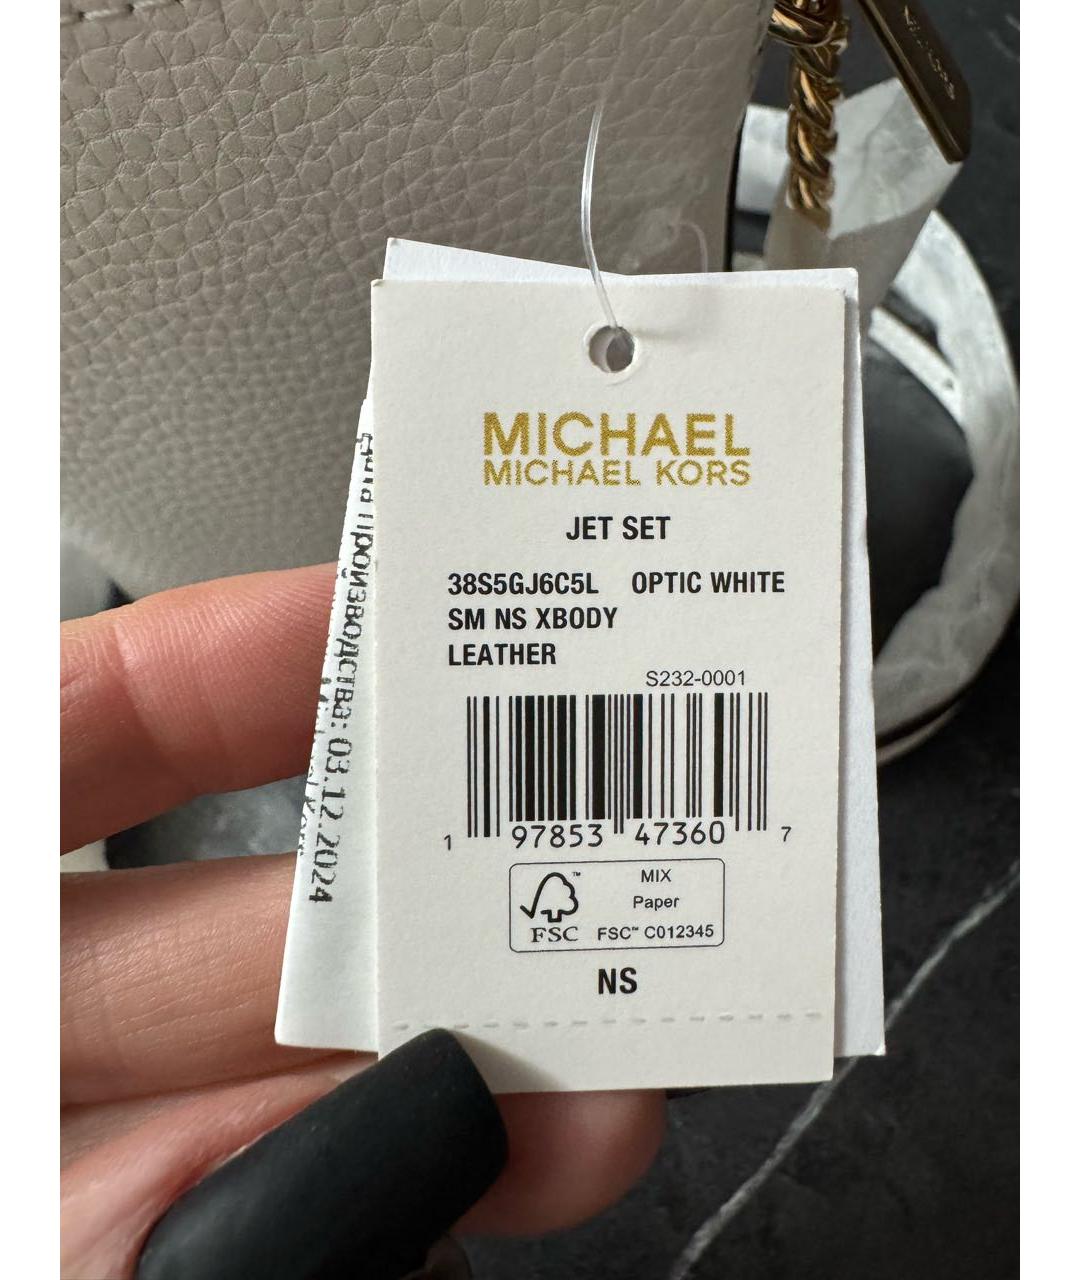 MICHAEL
MICHAEL KORS
JET SET
38S5GJ6C5L OPTIC WHITE
SM NS XBODY
LEATHER
S232-0001
1 97853 47360 7
FSC™
MIX
Paper
FSC™ C012345
NS
Дата производства: 03.12.2024